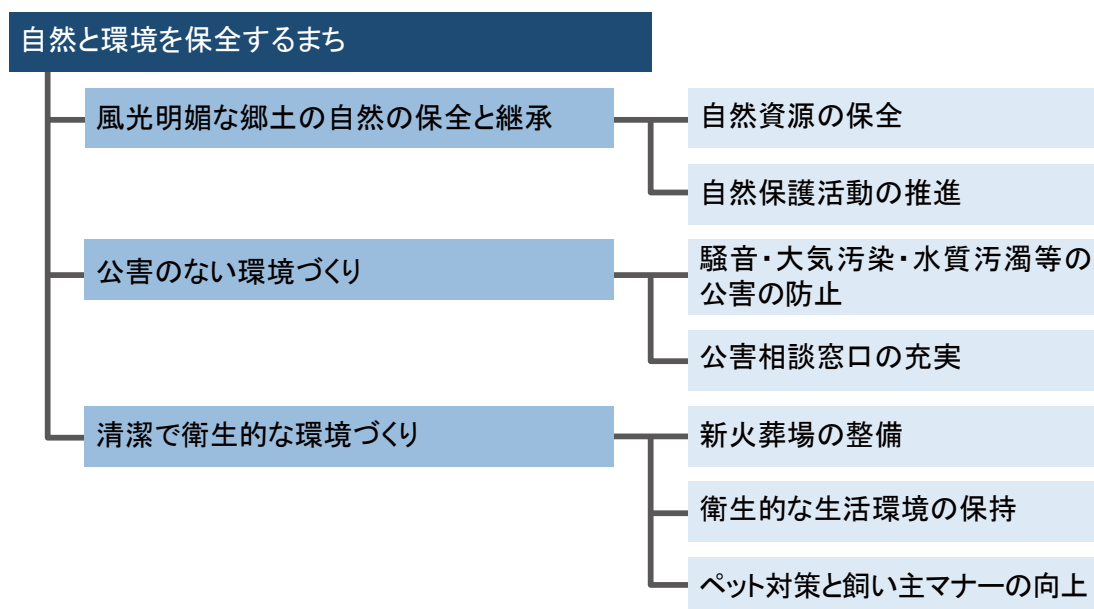 自然と環境を保全するまち
風光明媚な郷土の自然の保全と継承
自然資源の保全
自然保護活動の推進
公害のない環境づくり
騒音・大気汚染・水質汚濁等の
公害の防止
公害相談窓口の充実
清潔で衛生的な環境づくり
新火葬場の整備
衛生的な生活環境の保持
ペット対策と飼い主マナーの向上